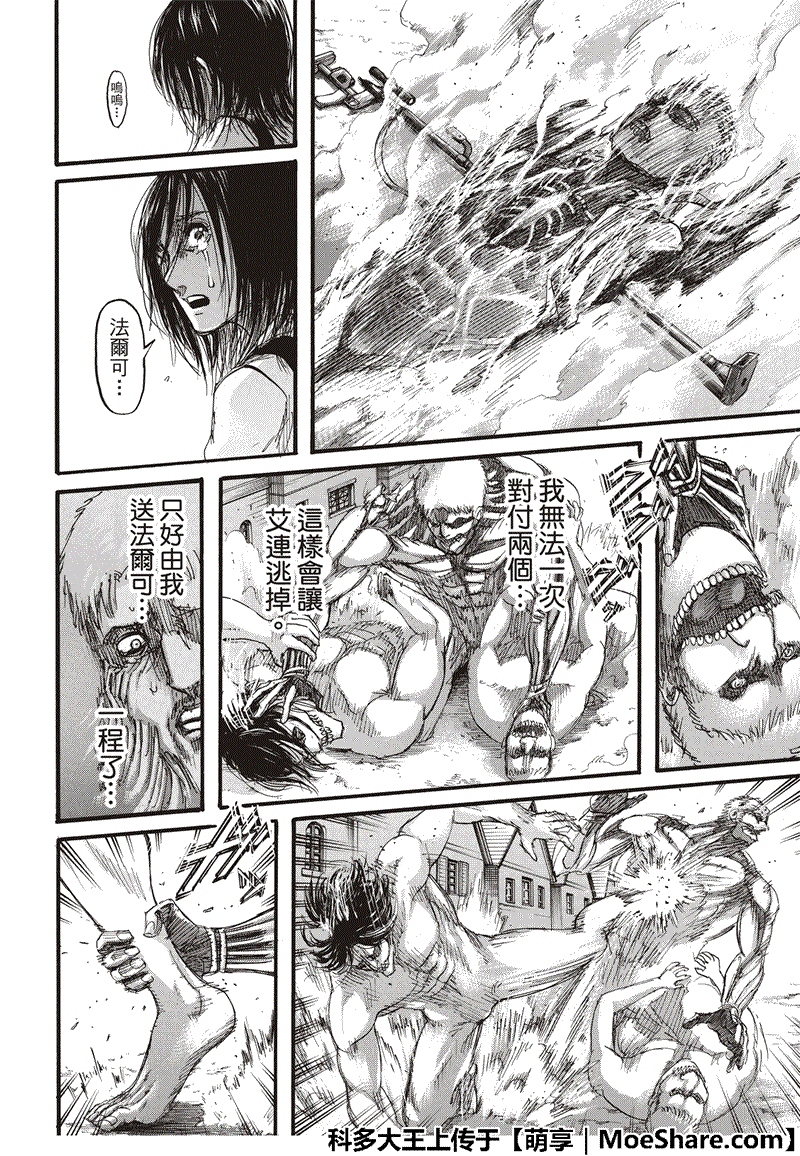 嗚嗚…
法爾可…
我無法一次
對付兩個…
這樣會讓
艾連逃掉。
只好由我
送法爾可…
一程了…
科多大王上传于【萌享｜MoeShare.com】